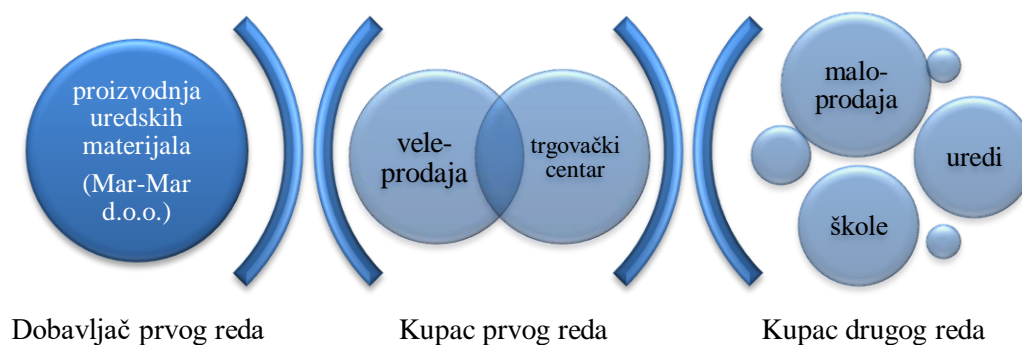 proizvodnja
uredskih
materijala
(Mar-Mar
d.o.o.)
vele-
prodaja
trgovački
centar
malo-
prodaja
uredi
škole
Dobavljač prvog reda
Kupac prvog reda
Kupac drugog reda